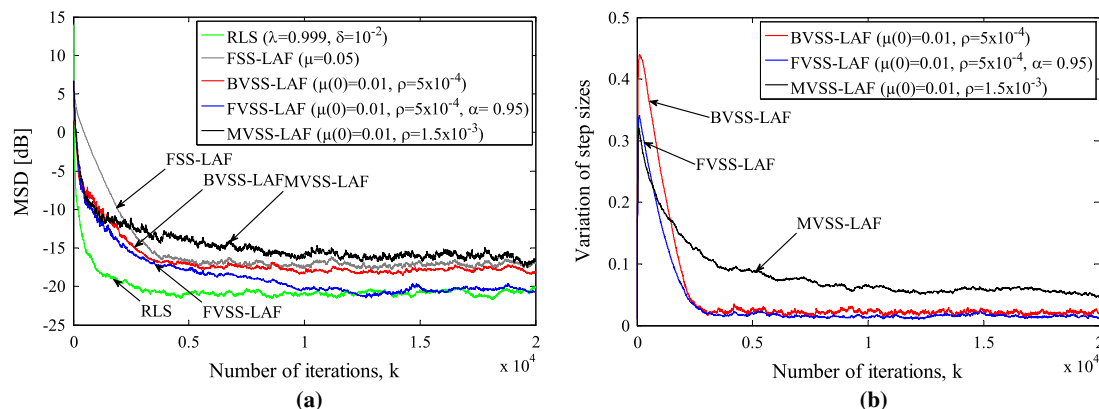 15
10
5
0
-5
-10
-15
-20
-25
MSD [dB]
RLS (λ=0.999, δ=10-2)
FSS-LAF (μ=0.05)
BVSS-LAF (μ(0)=0.01, ρ=5x10-4)
FVSS-LAF (μ(0)=0.01, ρ=5x10-4, α= 0.95)
MVSS-LAF (μ(0)=0.01, ρ=1.5x10-3)
FSS-LAF
BVSS-LAF
MVSS-LAF
RLS
FVSS-LAF
0 0.5 1 1.5 2
x 10 4
Number of iterations, k
(a)
0.5
0.4
0.3
0.2
0.1
0
Variation of step sizes
BVSS-LAF (μ(0)=0.01, ρ=5x10-4)
FVSS-LAF (μ(0)=0.01, ρ=5x10-4, α= 0.95)
MVSS-LAF (μ(0)=0.01, ρ=1.5x10-3)
BVSS-LAF
FVSS-LAF
MVSS-LAF
0 0.5 1 1.5 2
x 10 4
Number of iterations, k
(b)